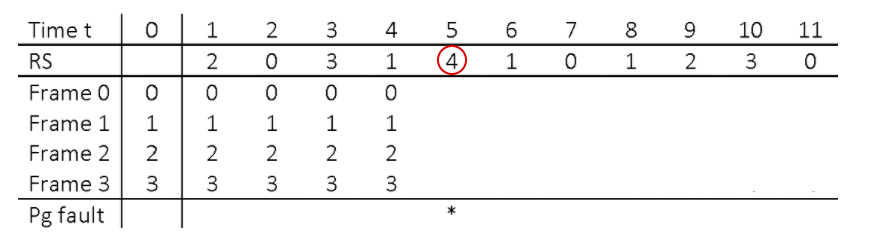 Time t 0 1 2 3 4 5 6 7 8 9 10 11
RS 2 0 3 1 4 1 0 1 2 3 0
Frame 0 0 0 0 0 0
Frame 1 1 1 1 1 1
Frame 2 2 2 2 2 2
Frame 3 3 3 3 3 3
Pg fault *